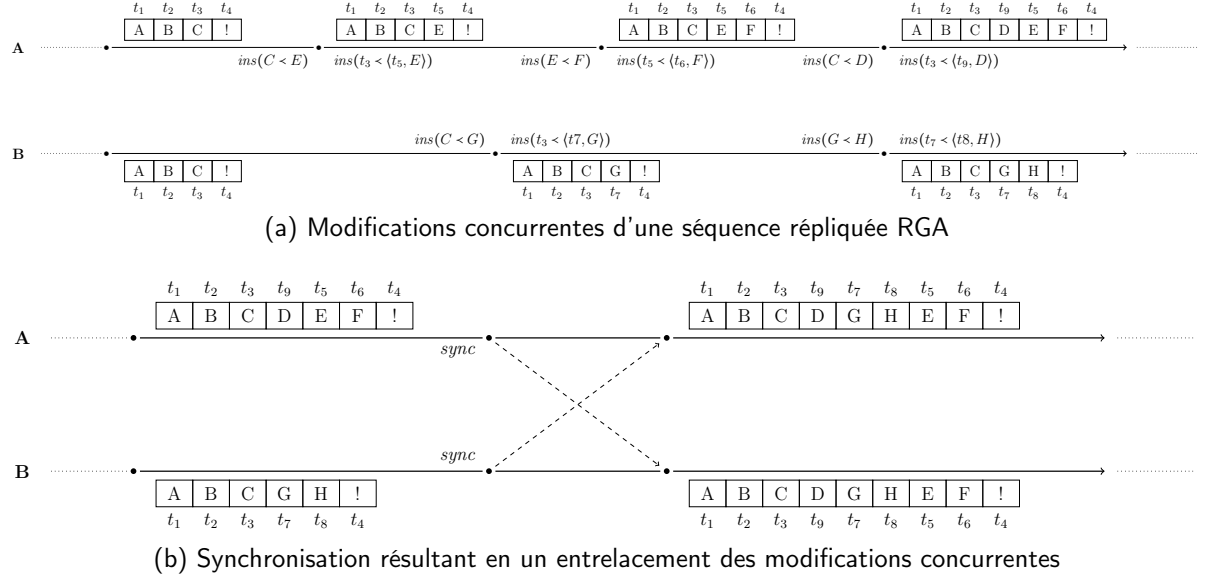 t₁ t₂ t₃ t₄ t₁ t₂ t₃ t₅ t₄ t₁ t₂ t₃ t₅ t₆ t₄ t₁ t₂ t₃ t₉ t₅ t₆ t₄
A B C ! A B C E ! A B C E F ! A B C D E F !
A
ins(C < E) ins(t₃ < ⟨t₅, E⟩) ins(E < F) ins(t₅ < ⟨t₆, F⟩) ins(C < D) ins(t₃ < ⟨t₉, D⟩)
ins(C < G) ins(t₃ < ⟨t7, G⟩) ins(G < H) ins(t₇ < ⟨t8, H⟩)
B
A B C ! A B C G ! A B C G H !
t₁ t₂ t₃ t₄ t₁ t₂ t₃ t₇ t₄ t₁ t₂ t₃ t₇ t₈ t₄
(a) Modifications concurrentes d'une séquence répliquée RGA
t₁ t₂ t₃ t₉ t₅ t₆ t₄ t₁ t₂ t₃ t₉ t₇ t₈ t₅ t₆ t₄
A B C D E F ! A B C D G H E F !
A
sync
sync
B
A B C G H ! A B C D G H E F !
t₁ t₂ t₃ t₇ t₈ t₄ t₁ t₂ t₃ t₉ t₇ t₈ t₅ t₆ t₄
(b) Synchronisation résultant en un entrelacement des modifications concurrentes